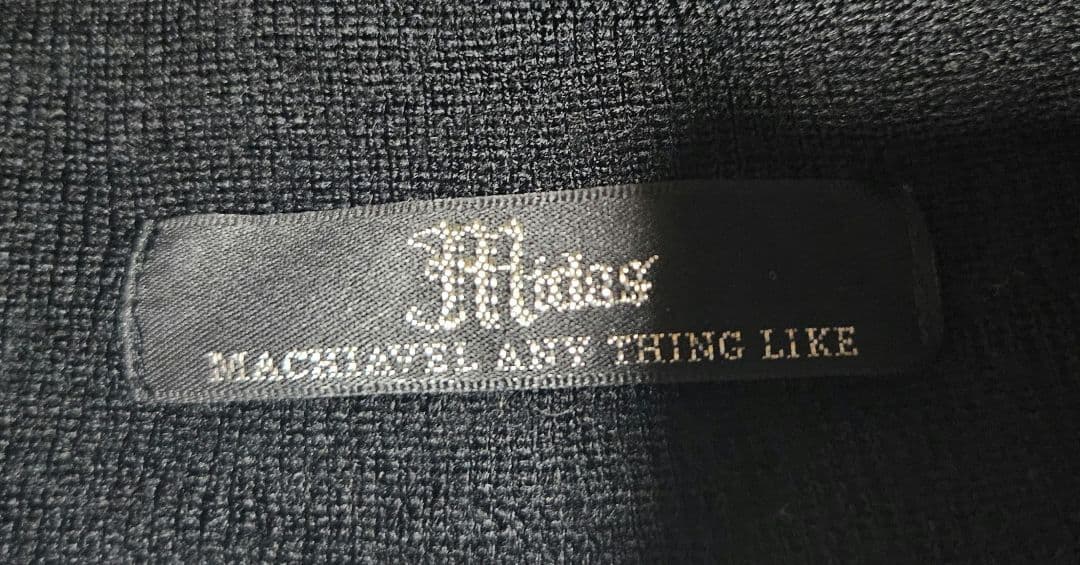 Midas
MACHIAVEL ANY THING LIKE